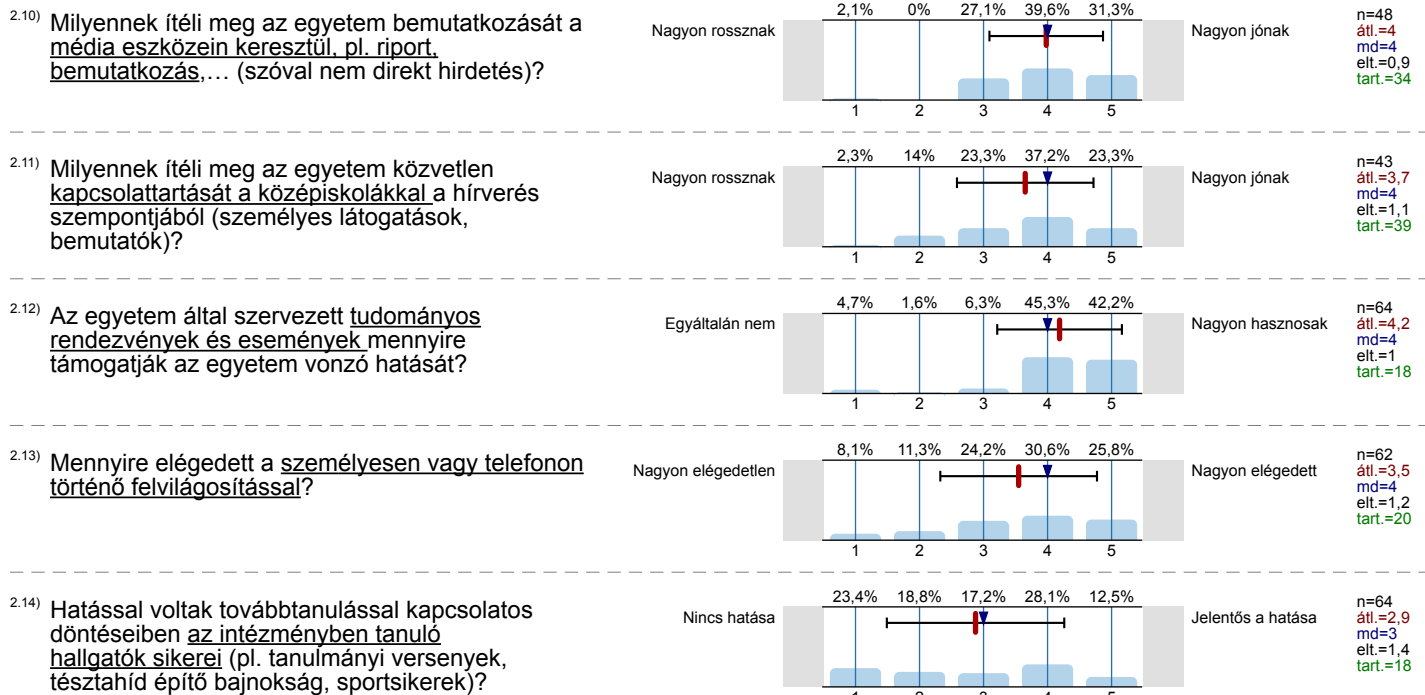 2.10) Milyennek ítéli meg az egyetem bemutatkozását a
média eszközein keresztül, pl. riport,
bemutatkozás,… (szóval nem direkt hirdetés)?
Nagyon rossznak
2,1% 0% 27,1% 39,6% 31,3%
1 2 3 4 5
Nagyon jónak
n=48
átl.=4
md=4
elt.=0,9
tart.=34
2.11) Milyennek ítéli meg az egyetem közvetlen
kapcsolattartását a középiskolákkal a hírverés
szempontjából (személyes látogatások,
bemutatók)?
Nagyon rossznak
2,3% 14% 23,3% 37,2% 23,3%
1 2 3 4 5
Nagyon jónak
n=43
átl.=3,7
md=4
elt.=1,1
tart.=39
2.12) Az egyetem által szervezett tudományos
rendezvények és események mennyire
támogatják az egyetem vonzó hatását?
Egyáltalán nem
4,7% 1,6% 6,3% 45,3% 42,2%
1 2 3 4 5
Nagyon hasznosak
n=64
átl.=4,2
md=4
elt.=1
tart.=18
2.13) Mennyire elégedett a személyesen vagy telefonon
történő felvilágosítással?
Nagyon elégedetlen
8,1% 11,3% 24,2% 30,6% 25,8%
1 2 3 4 5
Nagyon elégedett
n=62
átl.=3,5
md=4
elt.=1,2
tart.=20
2.14) Hatással voltak továbbtanulással kapcsolatos
döntéseiben az intézményben tanuló
hallgatók sikerei (pl. tanulmányi versenyek,
tésztahíd építő bajnokság, sportsikerek)?
Nincs hatása
23,4% 18,8% 17,2% 28,1% 12,5%
Jelentős a hatása
n=64
átl.=2,9
md=3
elt.=1,4
tart.=18